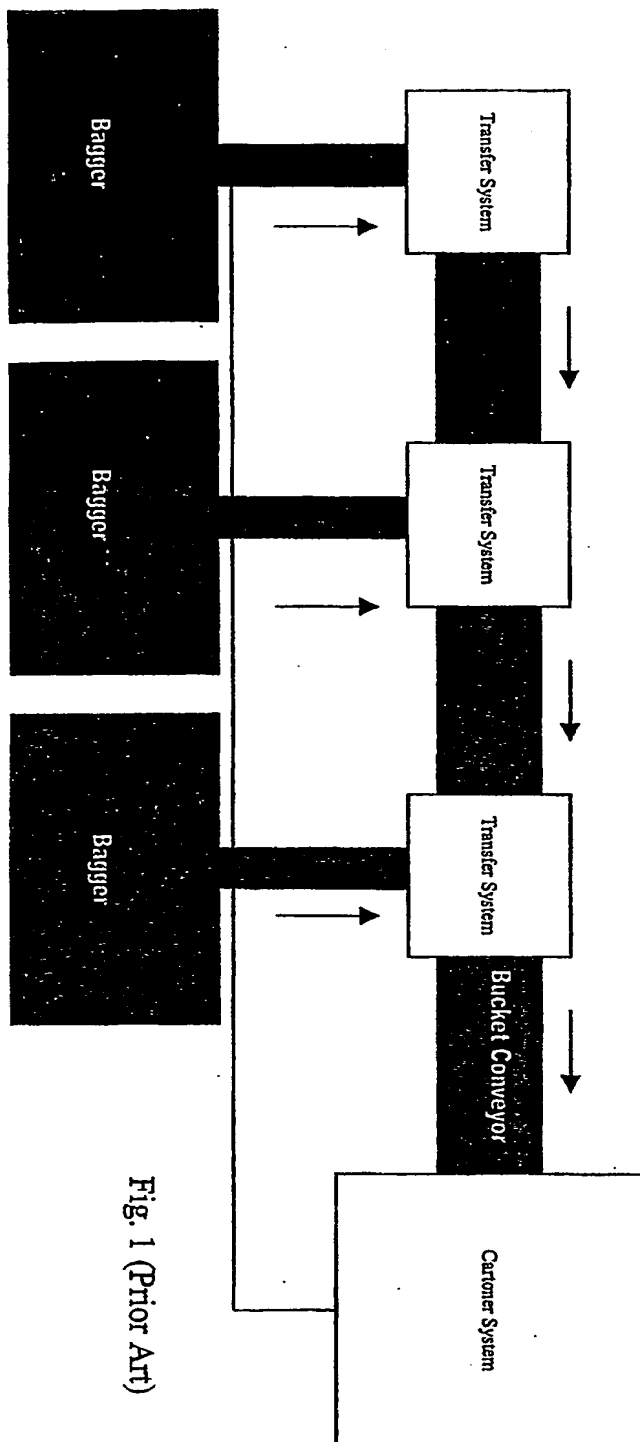 Transfer System
Transfer System
Transfer System
Bucket Conveyor
Cartoner System
Bagger
Bagger
Bagger
Fig. 1 (Prior Art)